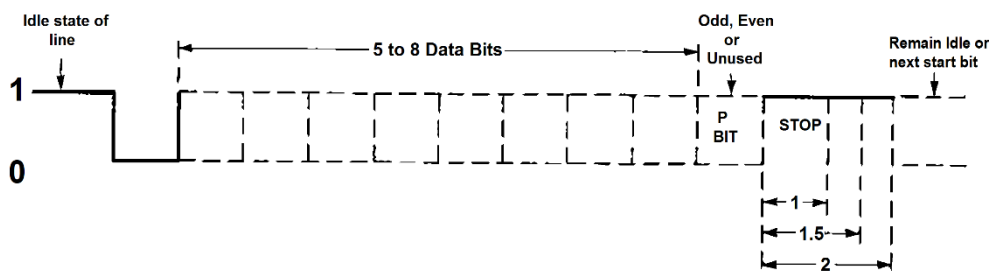 Idle state of
line
5 to 8 Data Bits
Odd, Even
or
Unused
Remain Idle or
next start bit
1
P
BIT
STOP
0
1
1.5
2